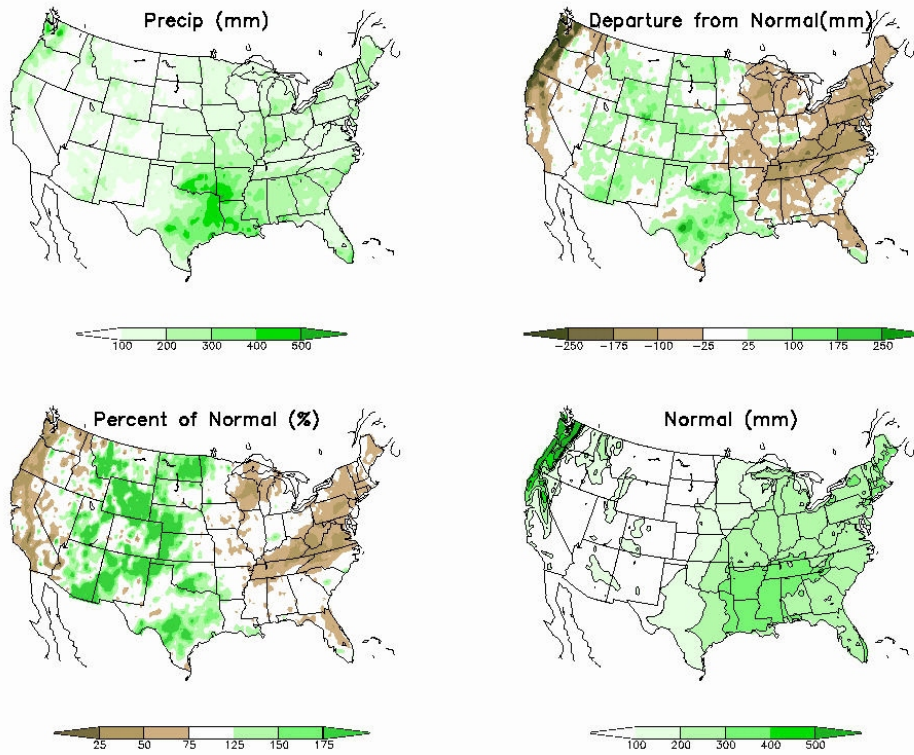 Precip (mm)
Departure from Normal(mm)
100 200 300 400 500
-250 -175 -100 -25 25 100 175 250
Percent of Normal (%)
Normal (mm)
25 50 75 125 150 175
100 200 300 400 500